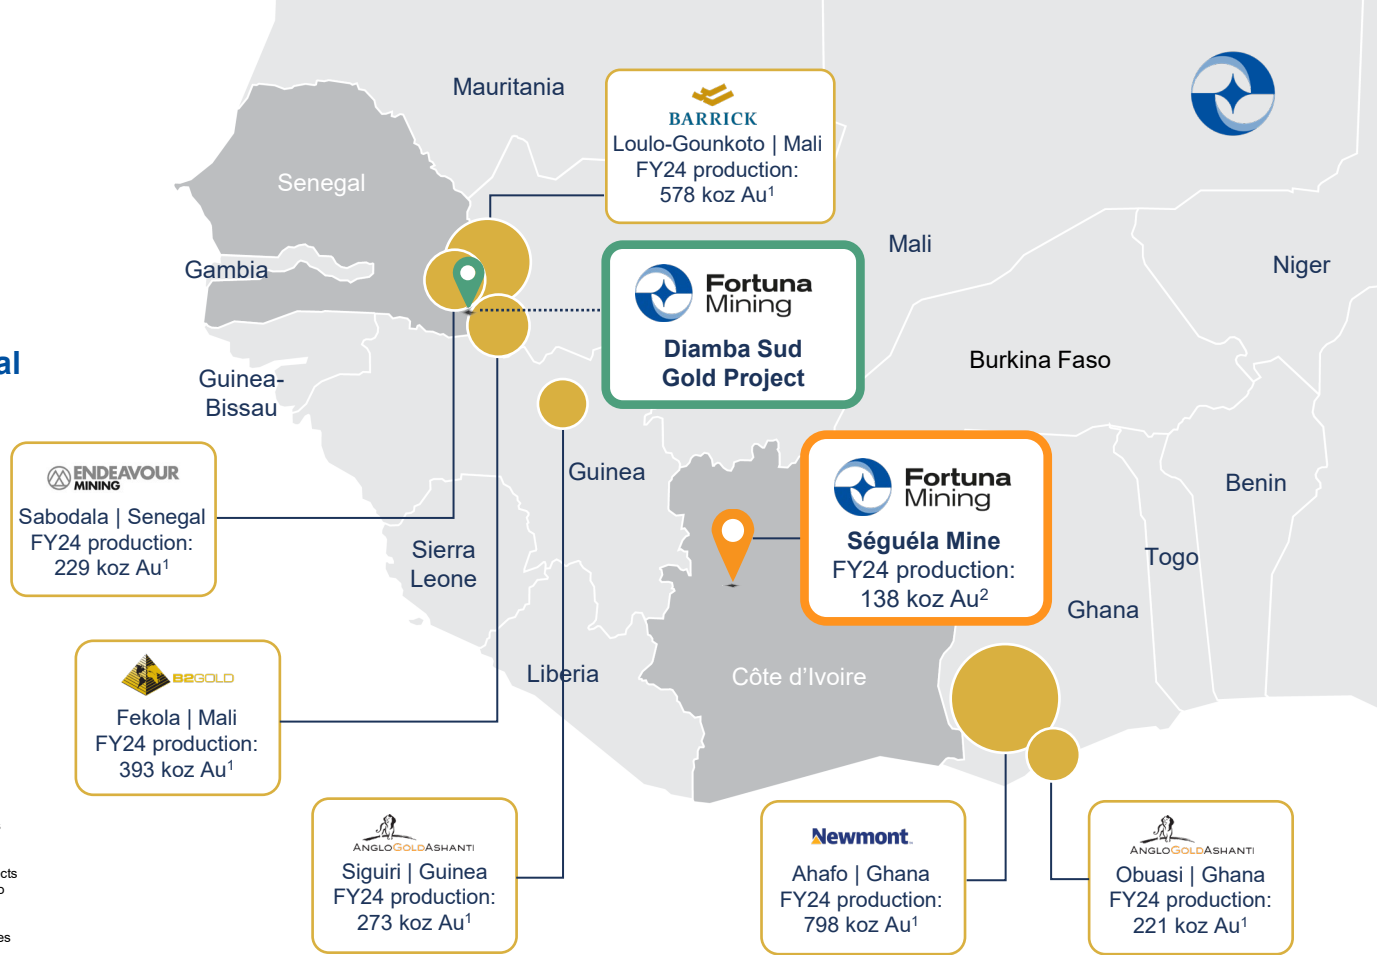 Mauritania
BARRICK
Loulo-Gounkoto | Mali
FY24 production:
578 koz Au¹
Senegal
Mali
Niger
Gambia
Fortuna
Mining
Diamba Sud
Gold Project
al
Burkina Faso
Guinea-
Bissau
Guinea
Benin
ENDEAVOUR
MINING
Sabodala | Senegal
FY24 production:
229 koz Au¹
Fortuna
Mining
Séguéla Mine
FY24 production:
138 koz Au²
Sierra
Leone
Togo
Ghana
Liberia
Côte d’Ivoire
B2GOLD
Fekola | Mali
FY24 production:
393 koz Au¹
ANGLOGOLDASHANTI
Siguiri | Guinea
FY24 production:
273 koz Au¹
Newmont
Ahafo | Ghana
FY24 production:
798 koz Au¹
ANGLOGOLDASHANTI
Obuasi | Ghana
FY24 production:
221 koz Au¹
cts
o
es